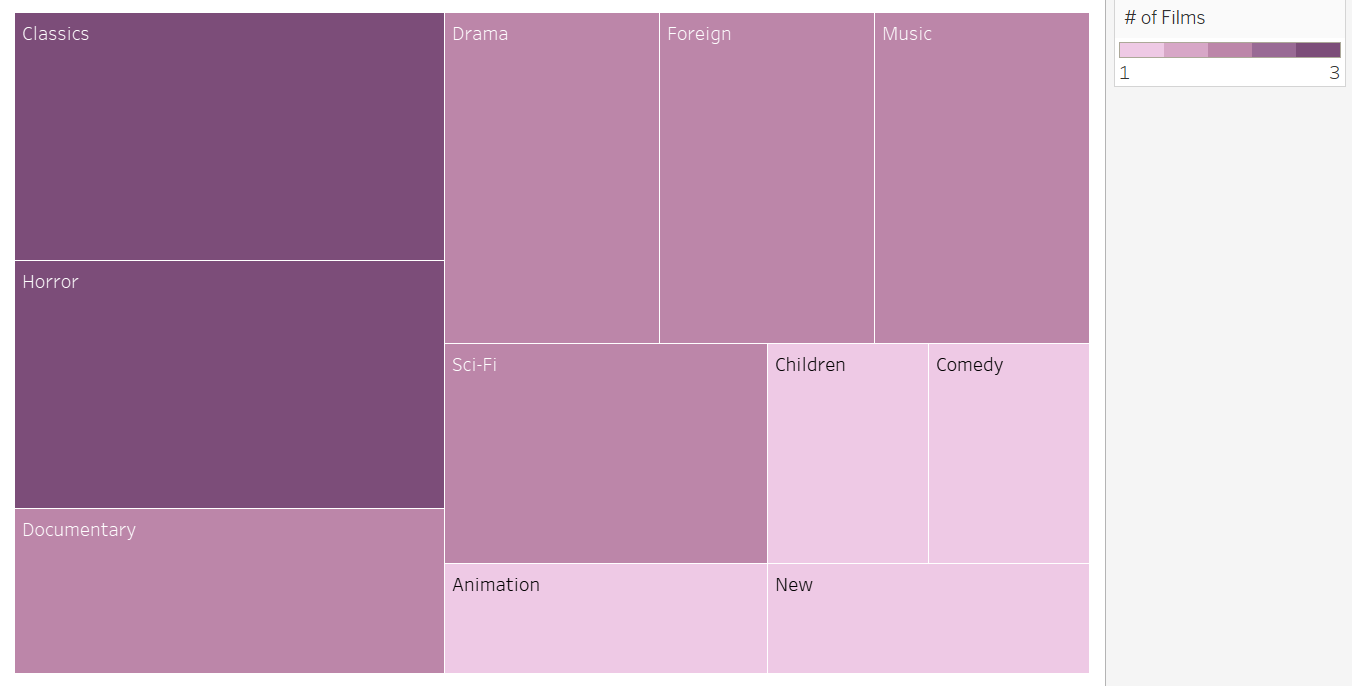 Classics
Drama
Foreign
Music
# of Films
1
3
Horror
Sci-Fi
Children
Comedy
Documentary
Animation
New